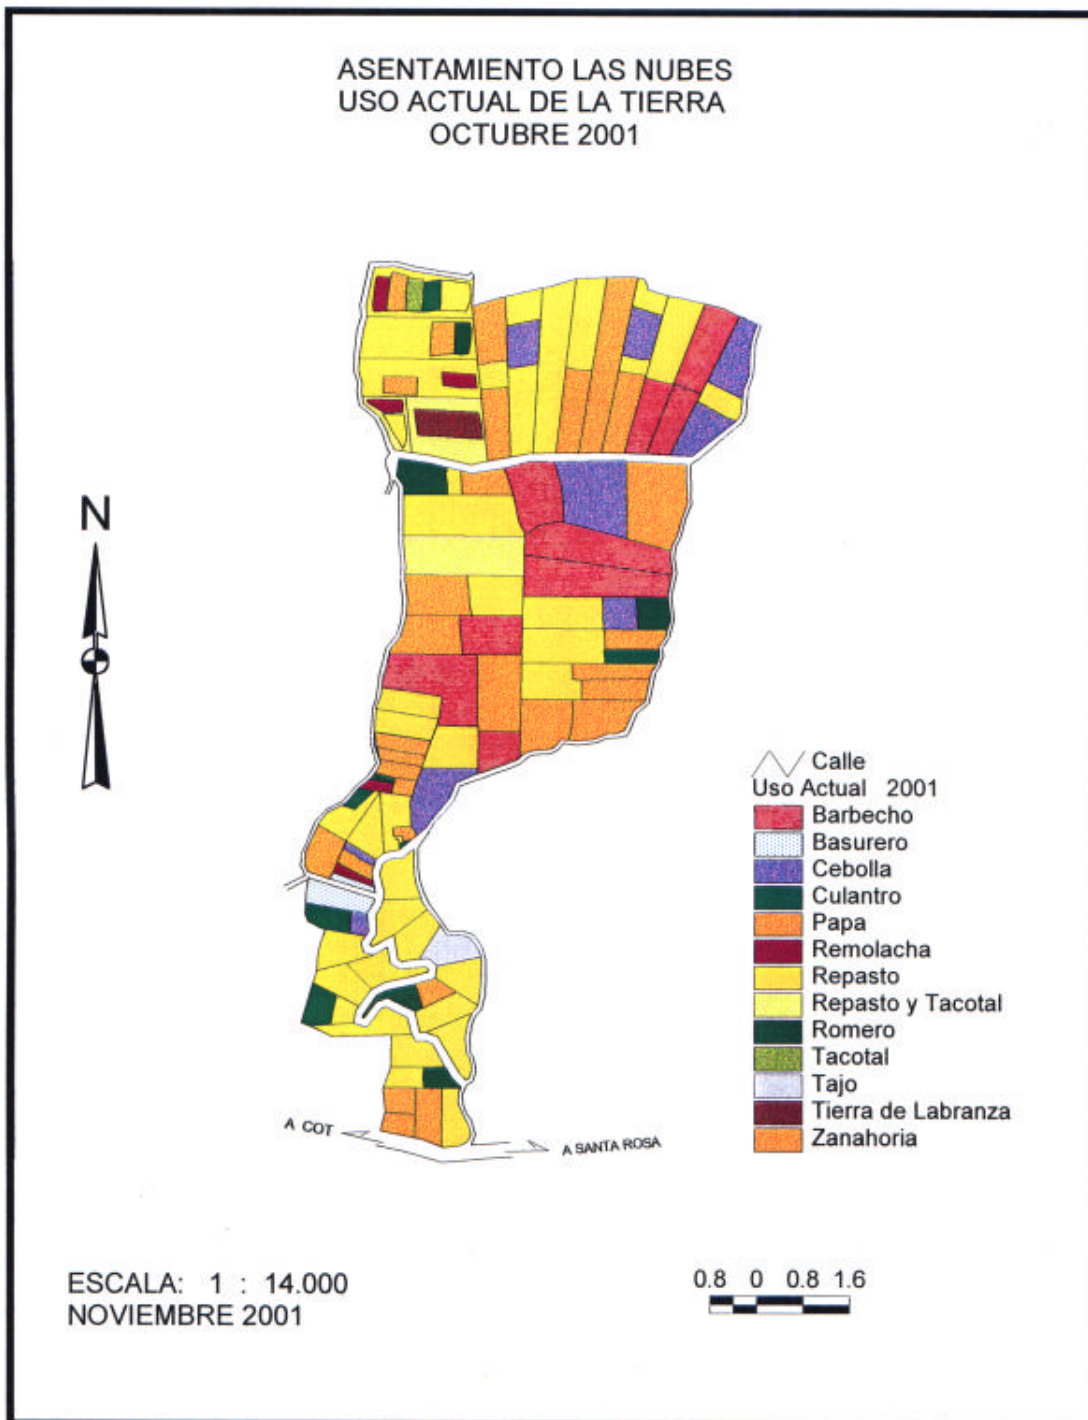 ASENTAMIENTO LAS NUBES
USO ACTUAL DE LA TIERRA
OCTUBRE 2001
N
Calle
Uso Actual 2001
Barbecho
Basurero
Cebolla
Culantro
Papa
Remolacha
Repasto
Repasto y Tacotal
Romero
Tacotal
Tajo
Tierra de Labranza
Zanahoria
A COT
A SANTA ROSA
ESCALA: 1 : 14.000
NOVIEMBRE 2001
0.8 0 0.8 1.6